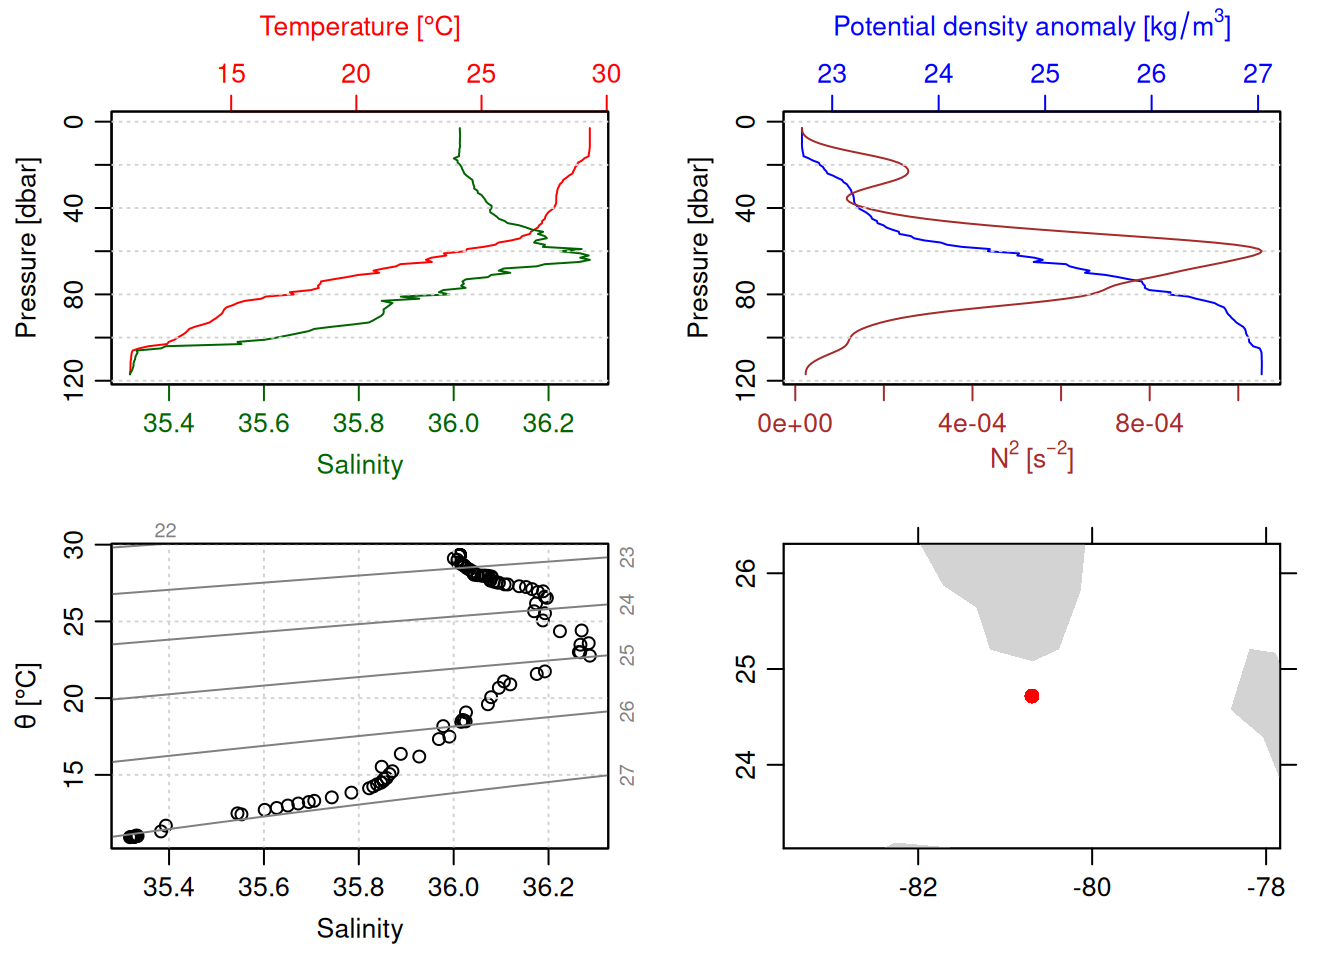 Temperature [°C]
15 20 25 30
0
40
80
120
Pressure [dbar]
35.4 35.6 35.8 36.0 36.2
Salinity
Potential density anomaly [kg/m³]
23 24 25 26 27
0
40
80
120
Pressure [dbar]
0e+00 4e-04 8e-04
N² [s⁻²]
22
30
25
20
15
θ [°C]
23
24
25
26
27
35.4 35.6 35.8 36.0 36.2
Salinity
26
25
24
-82 -80 -78